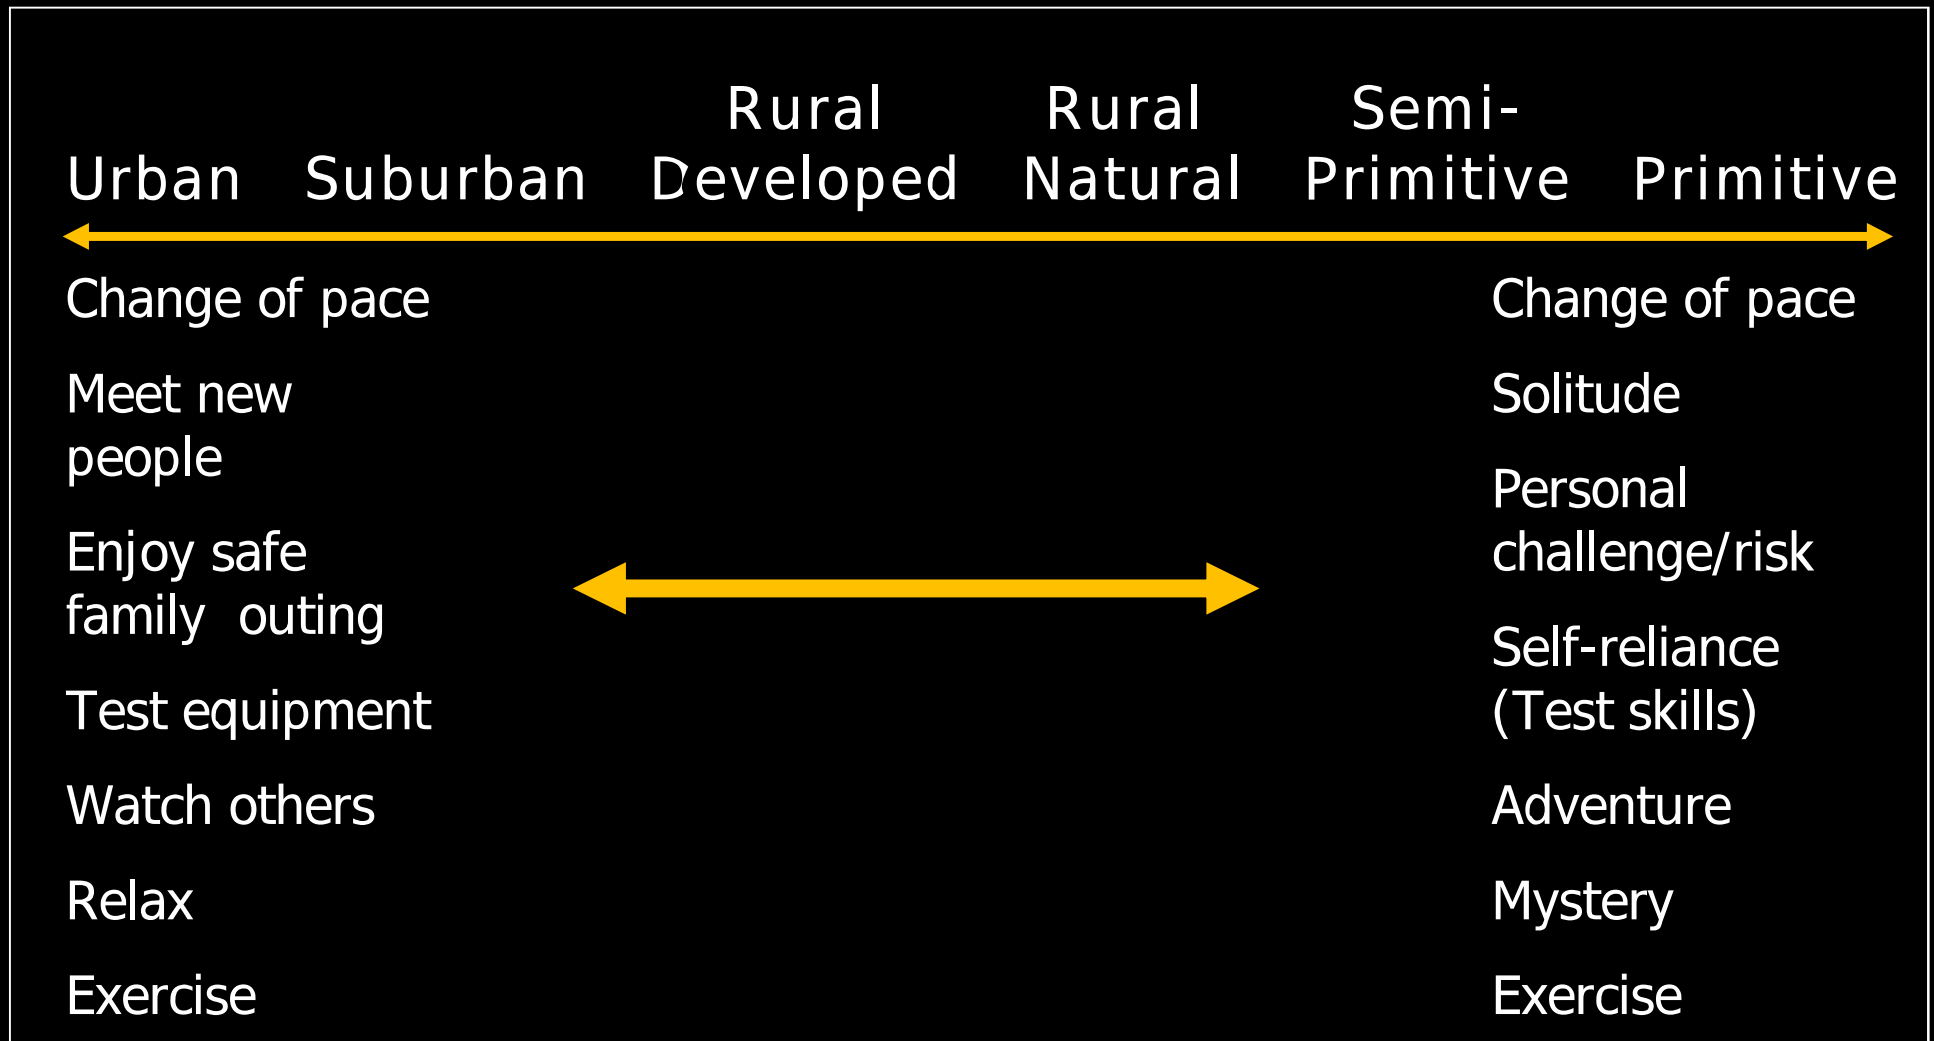 Rural Rural Semi-
Urban Suburban Developed Natural Primitive Primitive
Change of pace
Meet new
people
Enjoy safe
family outing
Test equipment
Watch others
Relax
Exercise
Change of pace
Solitude
Personal
challenge/risk
Self-reliance
(Test skills)
Adventure
Mystery
Exercise